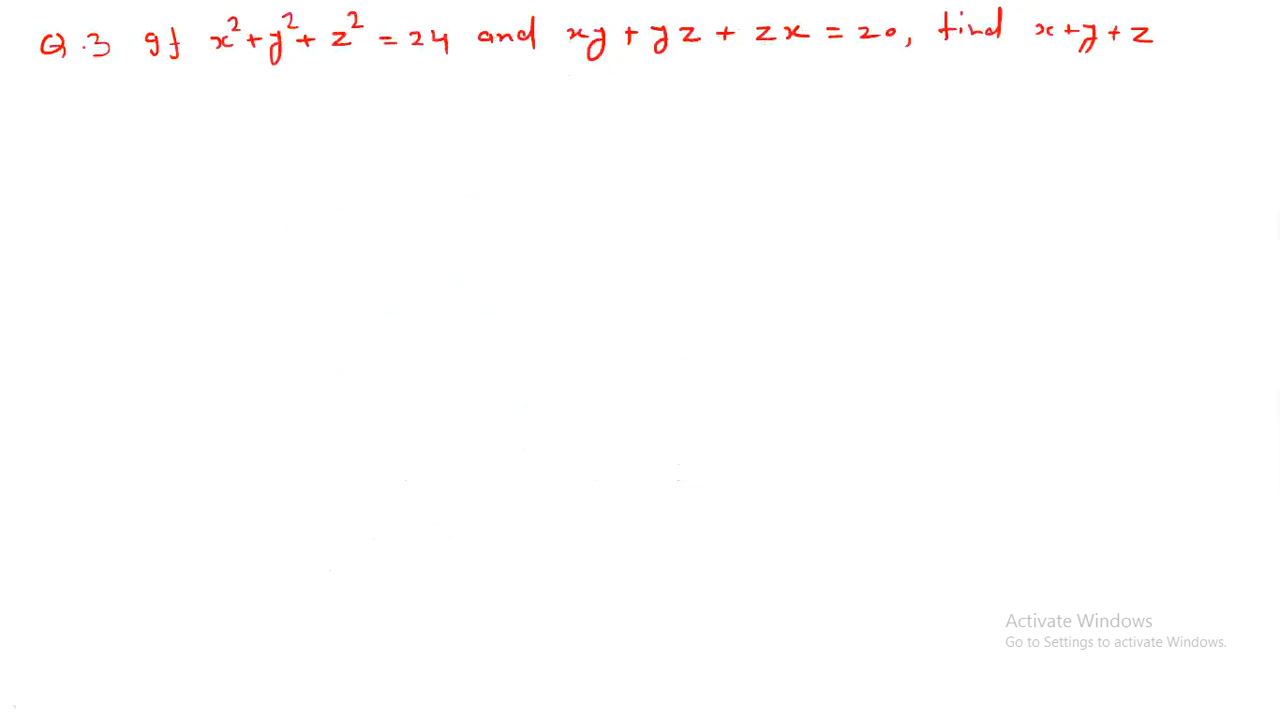 Q.3 If x² + y² + z² = 24 and xy + yz + zx = 20, find x + y + z
Activate Windows
Go to Settings to activate Windows.